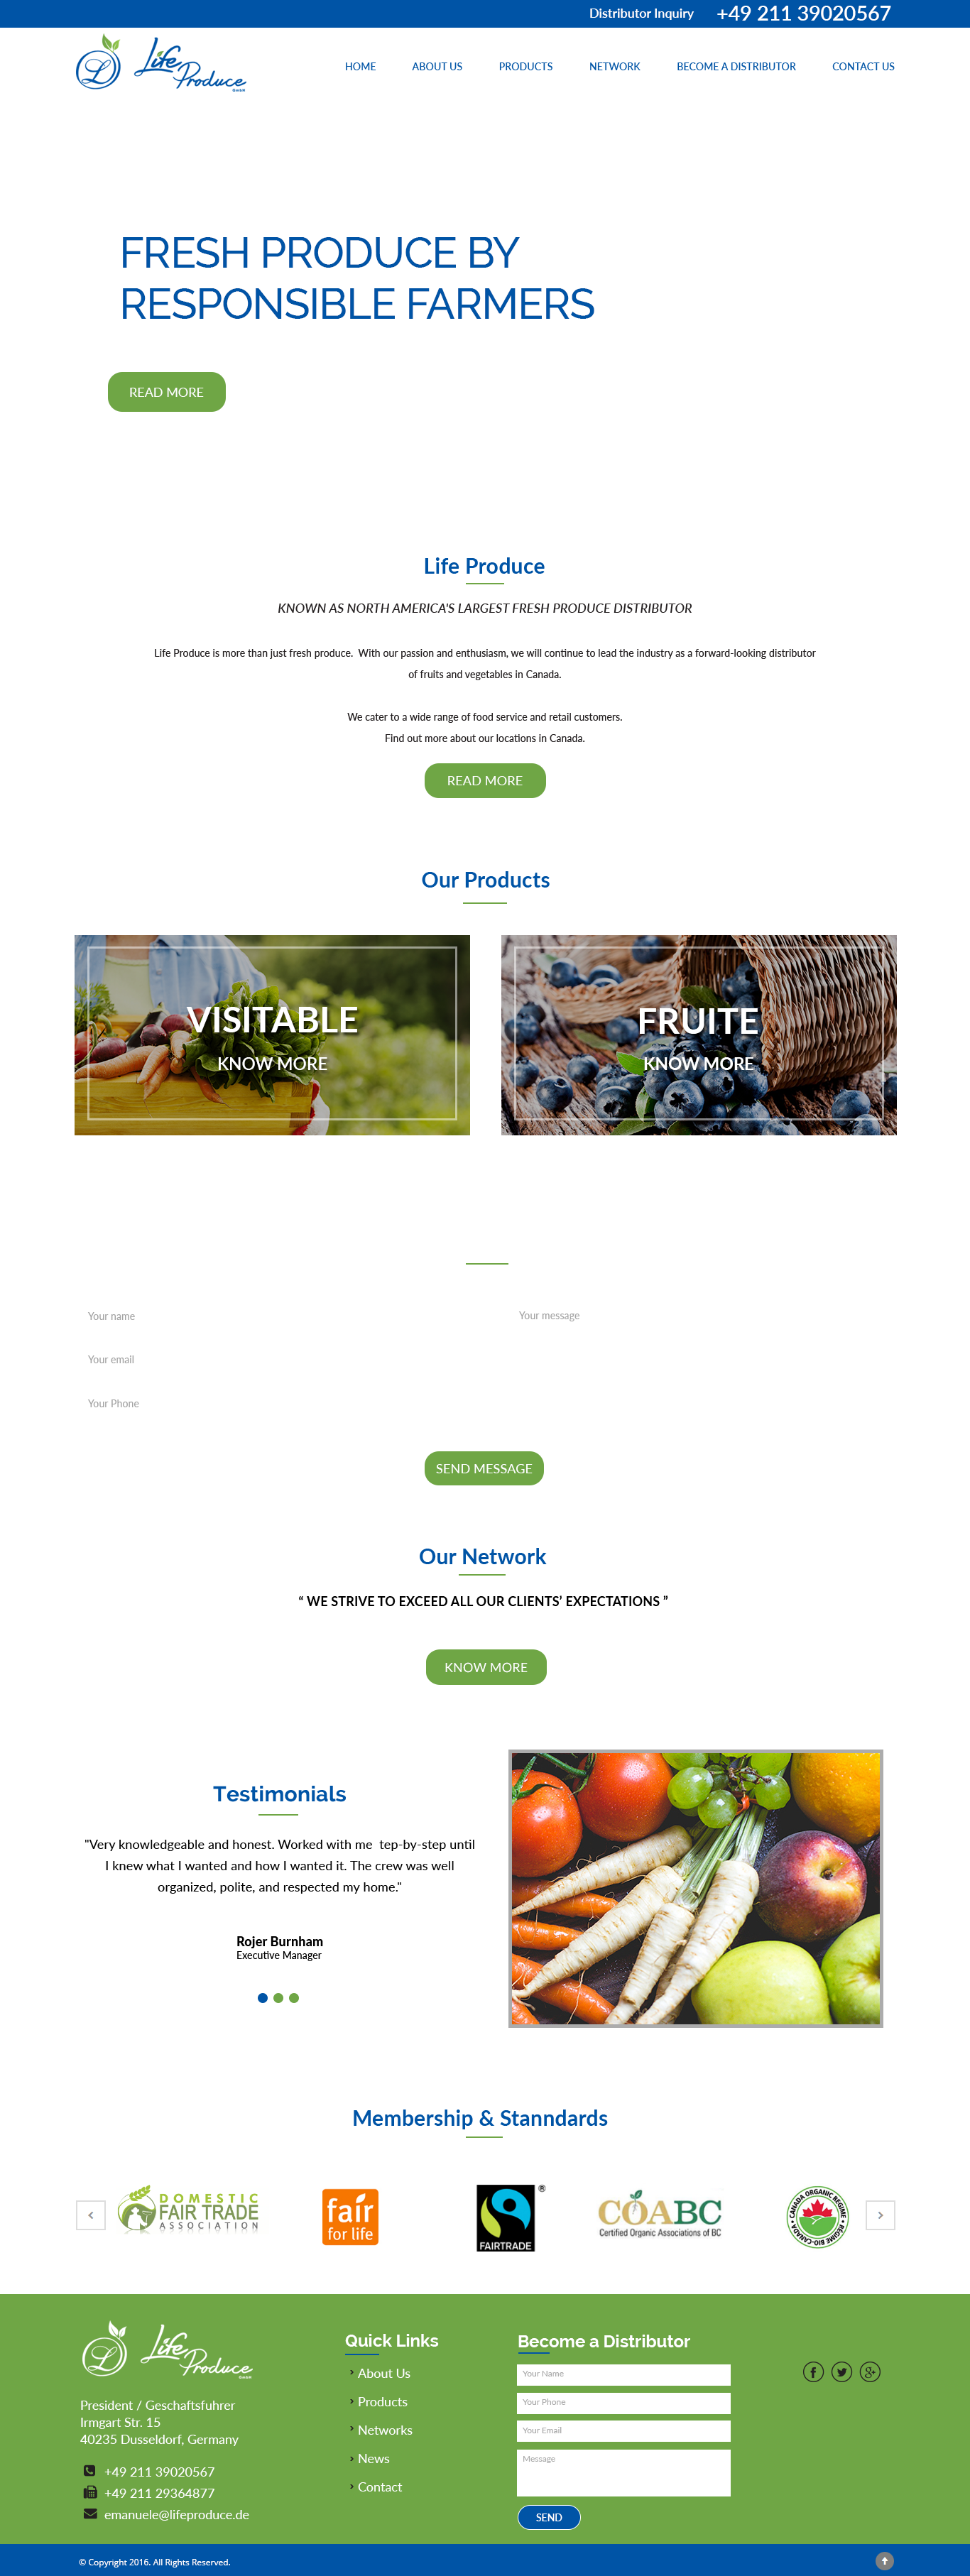 Distributor Inquiry +49 211 39020567
Life Produce GmbH
HOME ABOUT US PRODUCTS NETWORK BECOME A DISTRIBUTOR CONTACT US
FRESH PRODUCE BY
RESPONSIBLE FARMERS
READ MORE
Life Produce
KNOWN AS NORTH AMERICA'S LARGEST FRESH PRODUCE DISTRIBUTOR
Life Produce is more than just fresh produce.  With our passion and enthusiasm, we will continue to lead the industry as a forward-looking distributor
of fruits and vegetables in Canada.
We cater to a wide range of food service and retail customers.
Find out more about our locations in Canada.
READ MORE
Our Products
VISITABLE
KNOW MORE
FRUITE
KNOW MORE
Your name
Your email
Your Phone
Your message
SEND MESSAGE
Our Network
“ WE STRIVE TO EXCEED ALL OUR CLIENTS’ EXPECTATIONS ”
KNOW MORE
Testimonials
"Very knowledgeable and honest. Worked with me  tep-by-step until
I knew what I wanted and how I wanted it. The crew was well
organized, polite, and respected my home."
Rojer Burnham
Executive Manager
Membership & Stanndards
DOMESTIC
FAIR TRADE
ASSOCIATION
fair
for life
FAIRTRADE
®
COABC
Certified Organic Associations of BC
CANADA ORGANIC REGIME • REGIME BIO-CANADA
Life Produce GmbH
President / Geschaftsfuhrer
Irmgart Str. 15
40235 Dusseldorf, Germany
+49 211 39020567
+49 211 29364877
emanuele@lifeproduce.de
Quick Links
About Us
Products
Networks
News
Contact
Become a Distributor
Your Name
Your Phone
Your Email
Message
SEND
© Copyright 2016. All Rights Reserved.